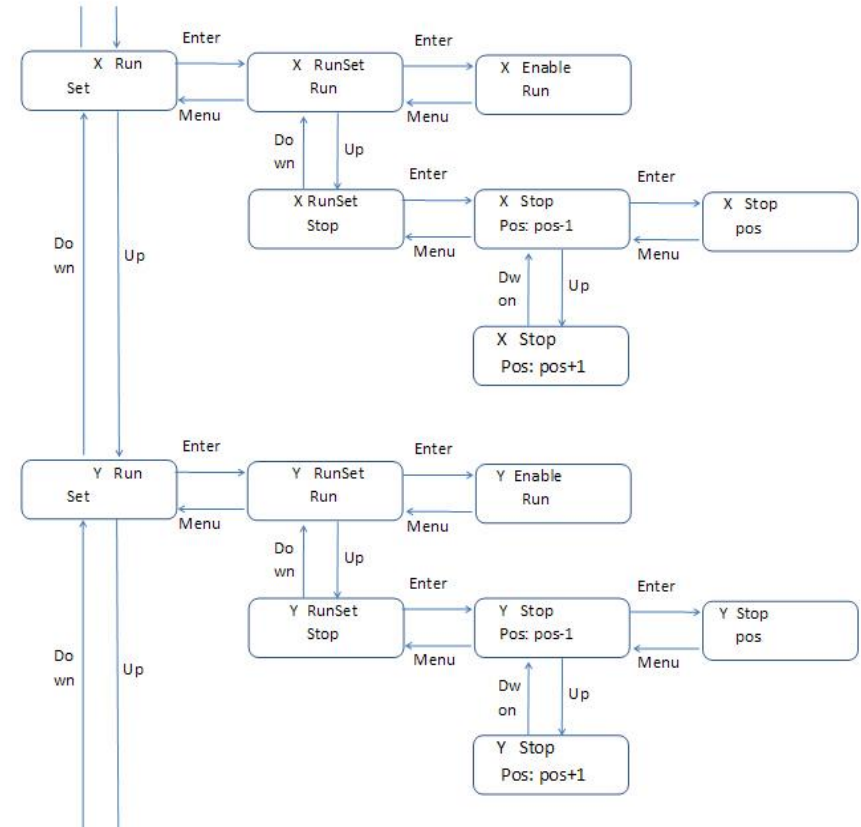 Enter
Enter
X Run
Set
X RunSet
Run
X Enable
Run
Menu
Menu
Do
wn
Up
Enter
Enter
X RunSet
Stop
X Stop
Pos: pos-1
X Stop
pos
Menu
Menu
Do
wn
Up
Dw
on
Up
X Stop
Pos: pos+1
Enter
Enter
Y Run
Set
Y RunSet
Run
Y Enable
Run
Menu
Menu
Do
wn
Up
Enter
Enter
Y RunSet
Stop
Y Stop
Pos: pos-1
Y Stop
pos
Menu
Menu
Do
wn
Up
Dw
on
Up
Y Stop
Pos: pos+1